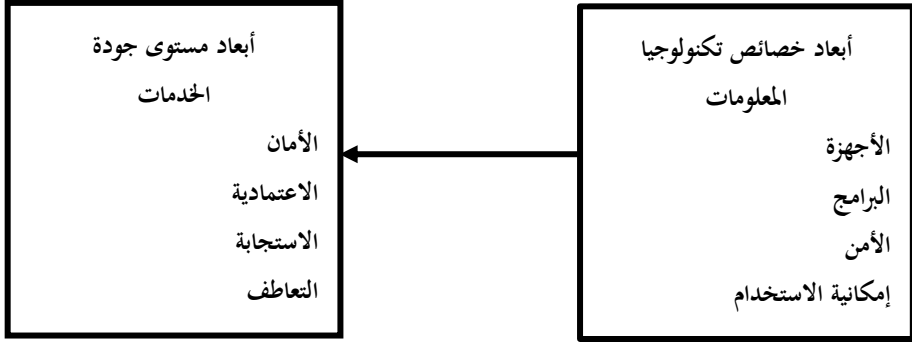 أبعاد خصائص تكنولوجيا
المعلومات
الأجهزة
البرامج
الأمن
إمكانية الاستخدام
أبعاد مستوى جودة
الخدمات
الأمان
الاعتمادية
الاستجابة
التعاطف